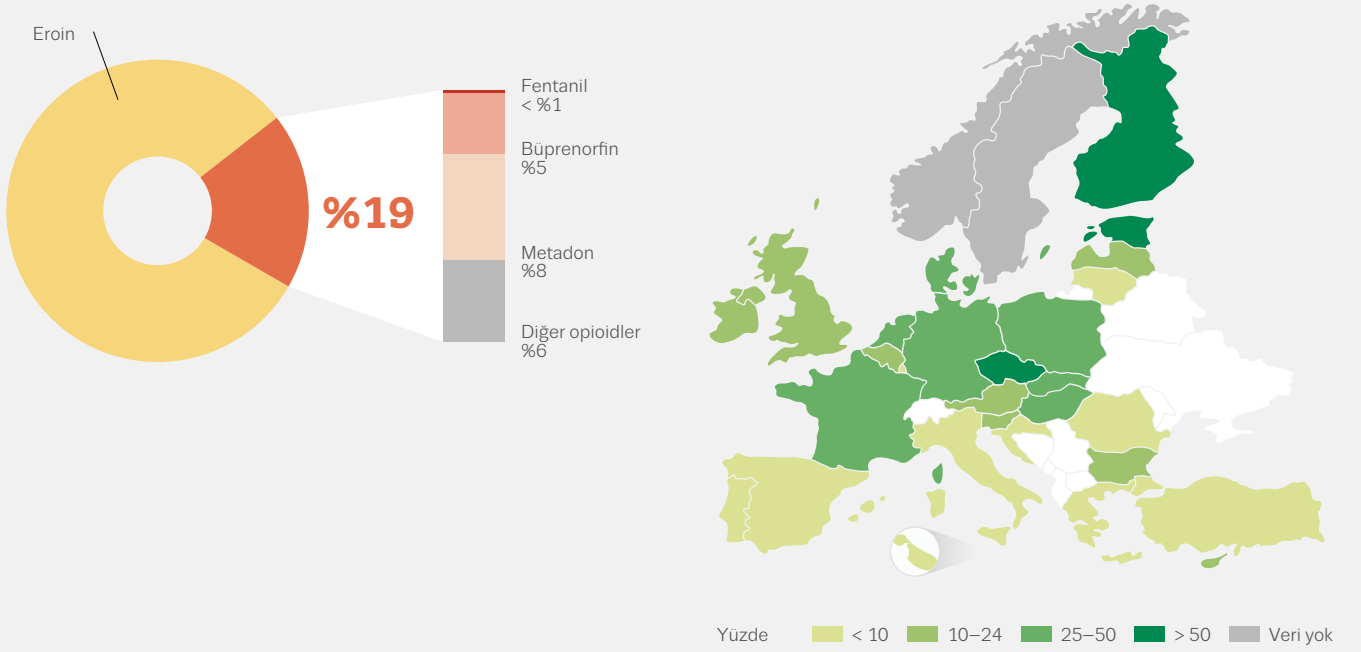 Eroin
%19
Fentanil
< %1
Büprenorfin
%5
Metadon
%8
Diğer opioidler
%6
Yüzde
< 10
10–24
25–50
> 50
Veri yok